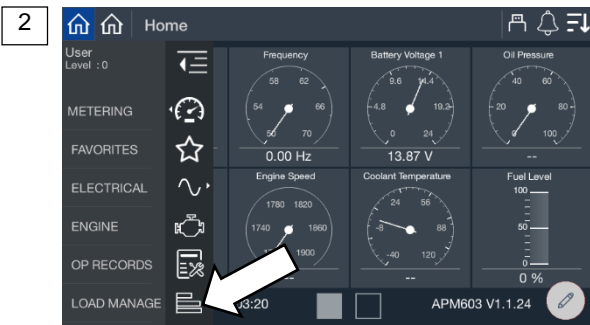 2
Home
User
Level : 0
METERING
FAVORITES
ELECTRICAL
ENGINE
OP RECORDS
LOAD MANAGE
Frequency
58 62
54 66
50 70
0.00 Hz
Battery Voltage 1
9.6 14.4
4.8 19.2
0 24
13.87 V
Oil Pressure
40 60
20 80
0 100
--
Engine Speed
1780 1820
1740 1860
1900
--
Coolant Temperature
24 56
-8 88
-40 120
--
Fuel Level
100
50
0
0 %
03:20
APM603 V1.1.24